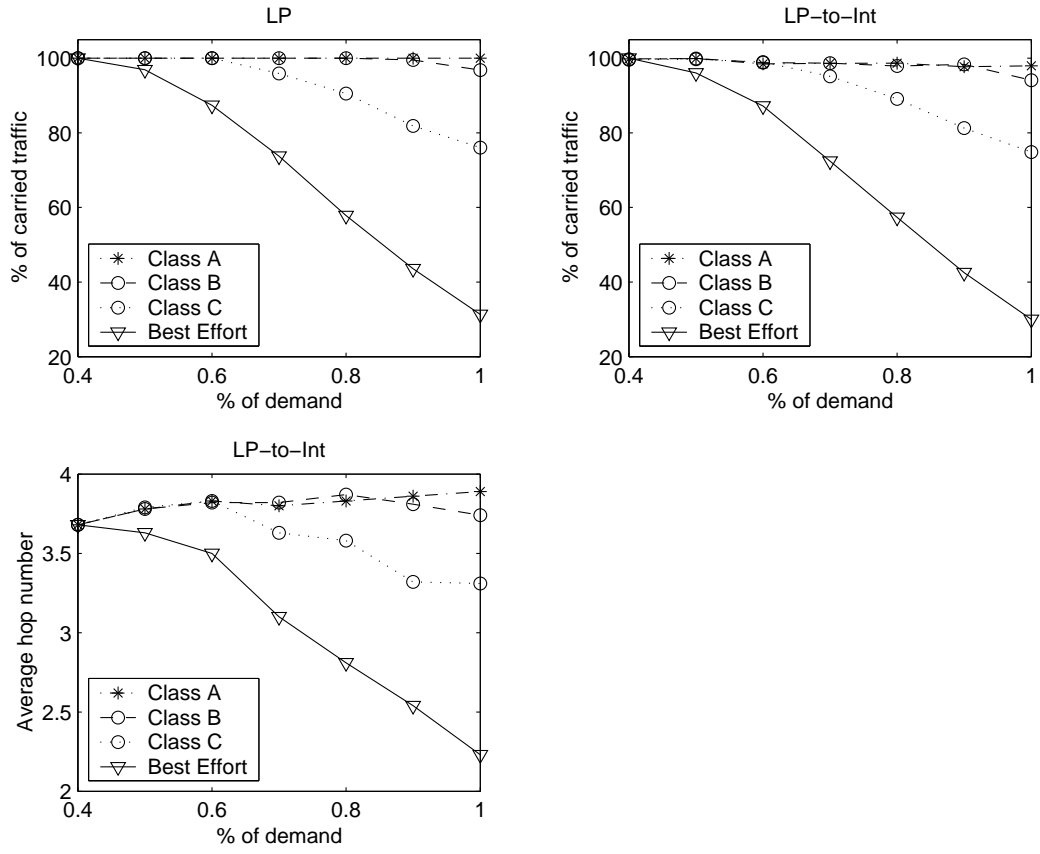 LP
100
80
60
40
20
% of carried traffic
Class A
Class B
Class C
Best Effort
0.4
0.6
0.8
1
% of demand
LP−to−Int
100
80
60
40
20
% of carried traffic
Class A
Class B
Class C
Best Effort
0.4
0.6
0.8
1
% of demand
LP−to−Int
4
3.5
3
2.5
2
Average hop number
Class A
Class B
Class C
Best Effort
0.4
0.6
0.8
1
% of demand